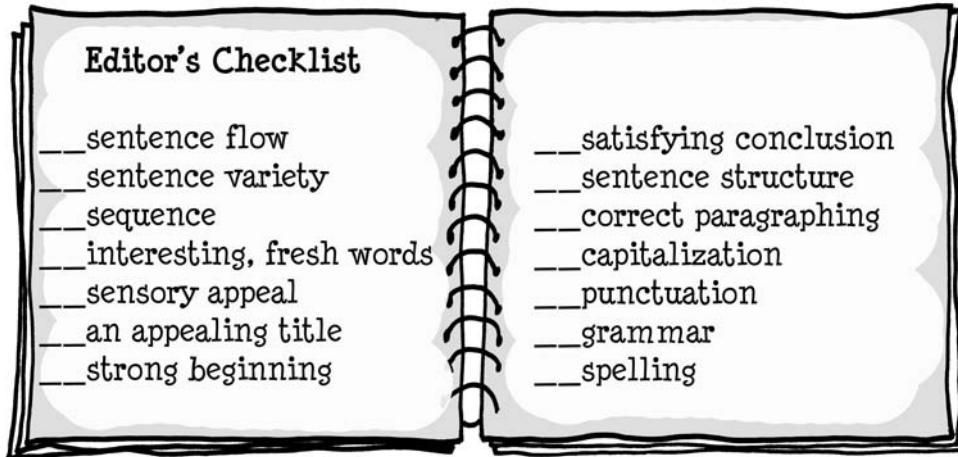 Editor's Checklist
__sentence flow
__sentence variety
__sequence
__interesting, fresh words
__sensory appeal
__an appealing title
__strong beginning
__satisfying conclusion
__sentence structure
__correct paragraphing
__capitalization
__punctuation
__grammar
__spelling